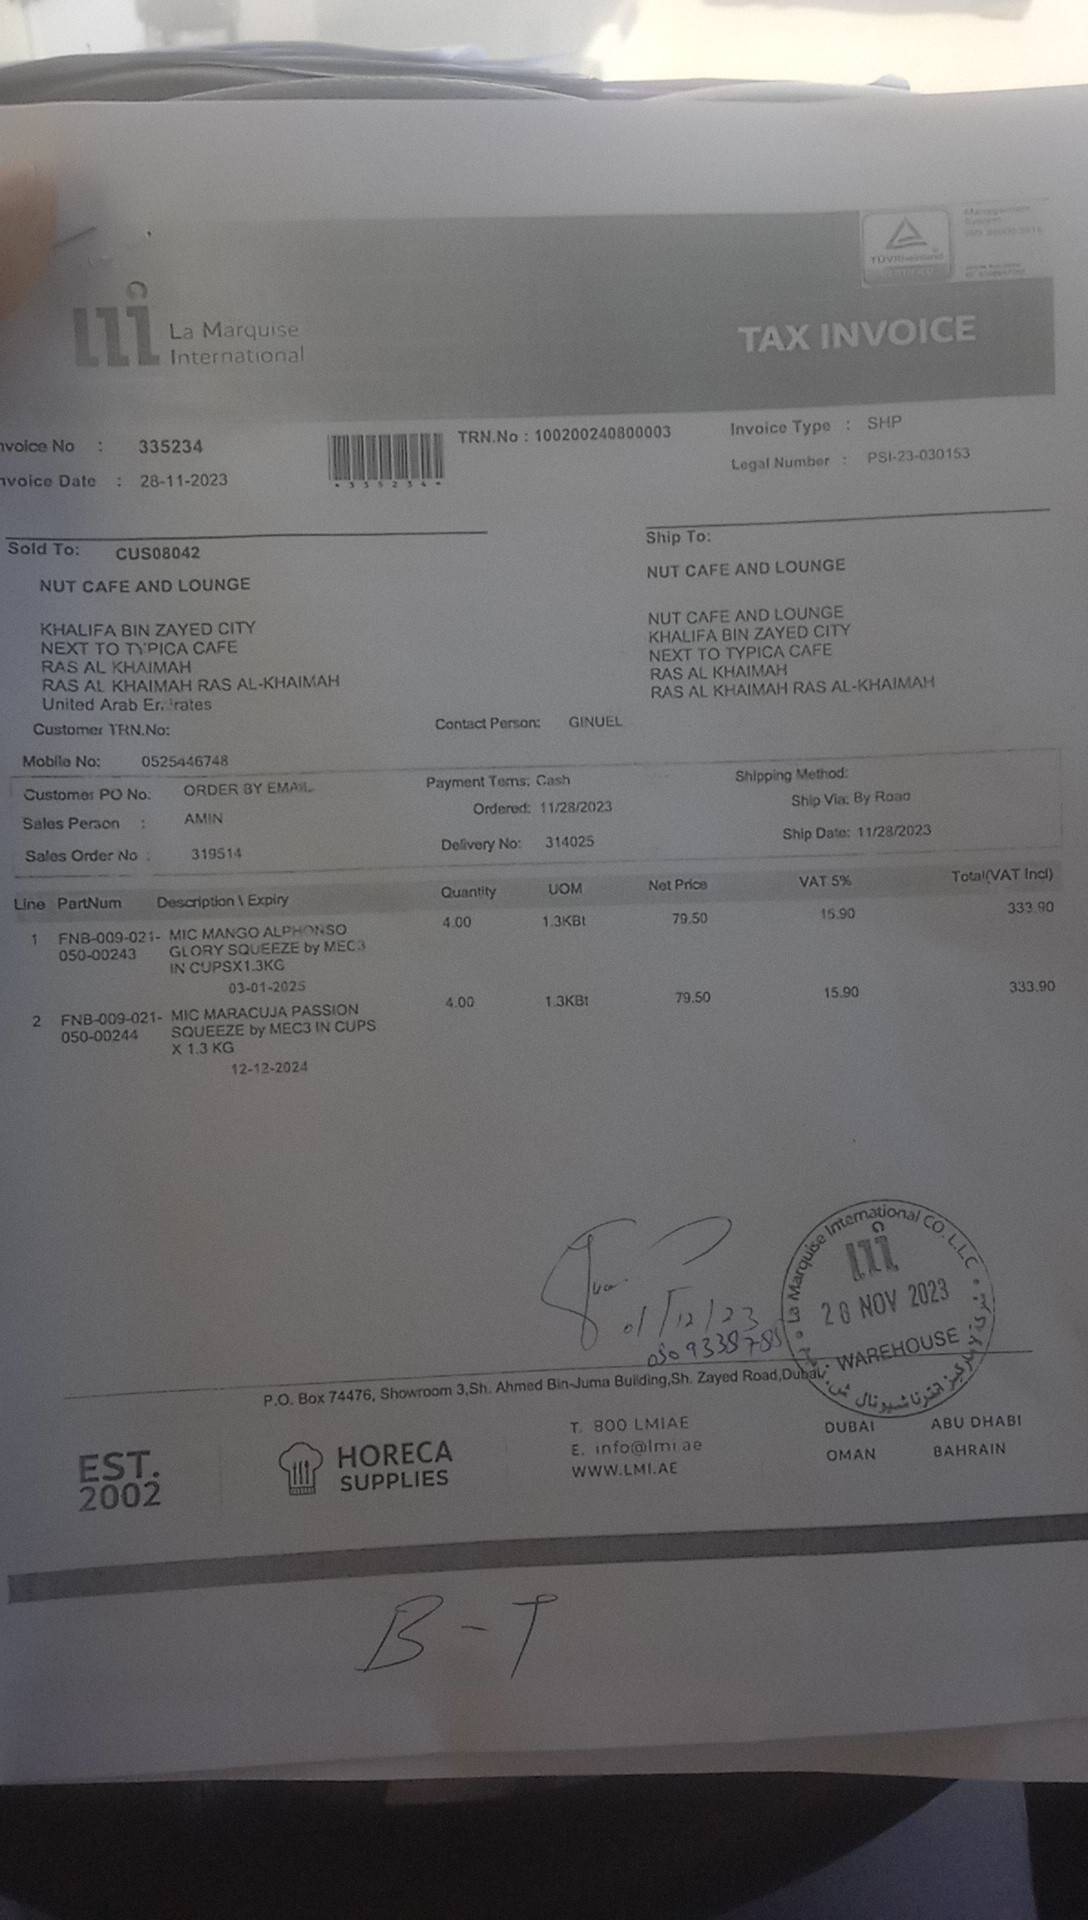 TÜVRheinland
CERTIFIED
Management
System
La Marquise
International
TAX INVOICE
nvoice No : 335234
TRN.No : 100200240800003
Invoice Type : SHP
nvoice Date : 28-11-2023
*335234*
Legal Number : PSI-23-030153
Sold To: CUS08042
Ship To:
NUT CAFE AND LOUNGE
NUT CAFE AND LOUNGE
KHALIFA BIN ZAYED CITY
NEXT TO TYPICA CAFE
RAS AL KHAIMAH
RAS AL KHAIMAH RAS AL-KHAIMAH
United Arab Emirates
NUT CAFE AND LOUNGE
KHALIFA BIN ZAYED CITY
NEXT TO TYPICA CAFE
RAS AL KHAIMAH
RAS AL KHAIMAH RAS AL-KHAIMAH
Customer TRN.No:
Contact Person: GINUEL
Mobile No: 0525446748
Customer PO No. ORDER BY EMAIL
Payment Tems: Cash
Shipping Method:
Sales Person : AMIN
Ordered: 11/28/2023
Ship Via: By Road
Sales Order No : 319514
Delivery No: 314025
Ship Date: 11/28/2023
Line PartNum Description \ Expiry Quantity UOM Net Price VAT 5% Total(VAT Incl)
1 FNB-009-021- MIC MANGO ALPHONSO 4.00 1.3KBt 79.50 15.90 333.90
050-00243 GLORY SQUEEZE by MEC3
IN CUPSX1.3KG
03-01-2025
2 FNB-009-021- MIC MARACUJA PASSION 4.00 1.3KBt 79.50 15.90 333.90
050-00244 SQUEEZE by MEC3 IN CUPS
X 1.3 KG
12-12-2024
La Marquise International CO. L.L.C
28 NOV 2023
WAREHOUSE
01/12/23
0509338785
P.O. Box 74476, Showroom 3,Sh. Ahmed Bin-Juma Building,Sh. Zayed Road,Dubai
EST.
2002
HORECA
SUPPLIES
T. 800 LMIAE
E. info@lmi.ae
WWW.LMI.AE
DUBAI ABU DHABI
OMAN BAHRAIN
B-T